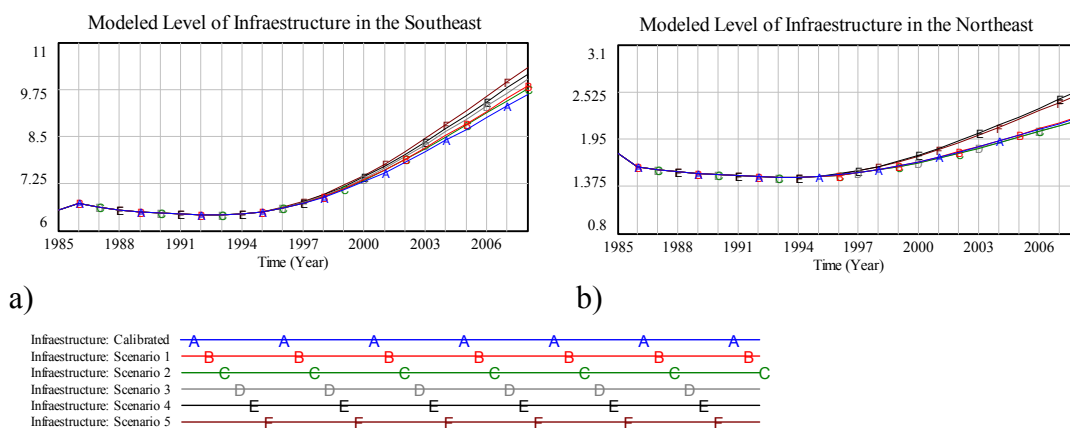 Modeled Level of Infraestructure in the Southeast
11
9.75
8.5
7.25
6
1985 1988 1991 1994 1997 2000 2003 2006
Time (Year)
a)
Modeled Level of Infraestructure in the Northeast
3.1
2.525
1.95
1.375
0.8
1985 1988 1991 1994 1997 2000 2003 2006
Time (Year)
b)
Infraestructure: Calibrated A A A A A A A
Infraestructure: Scenario 1 B B B B B B B
Infraestructure: Scenario 2 C C C C C C C
Infraestructure: Scenario 3 D D D D D D
Infraestructure: Scenario 4 E E E E E E
Infraestructure: Scenario 5 F F F F F F